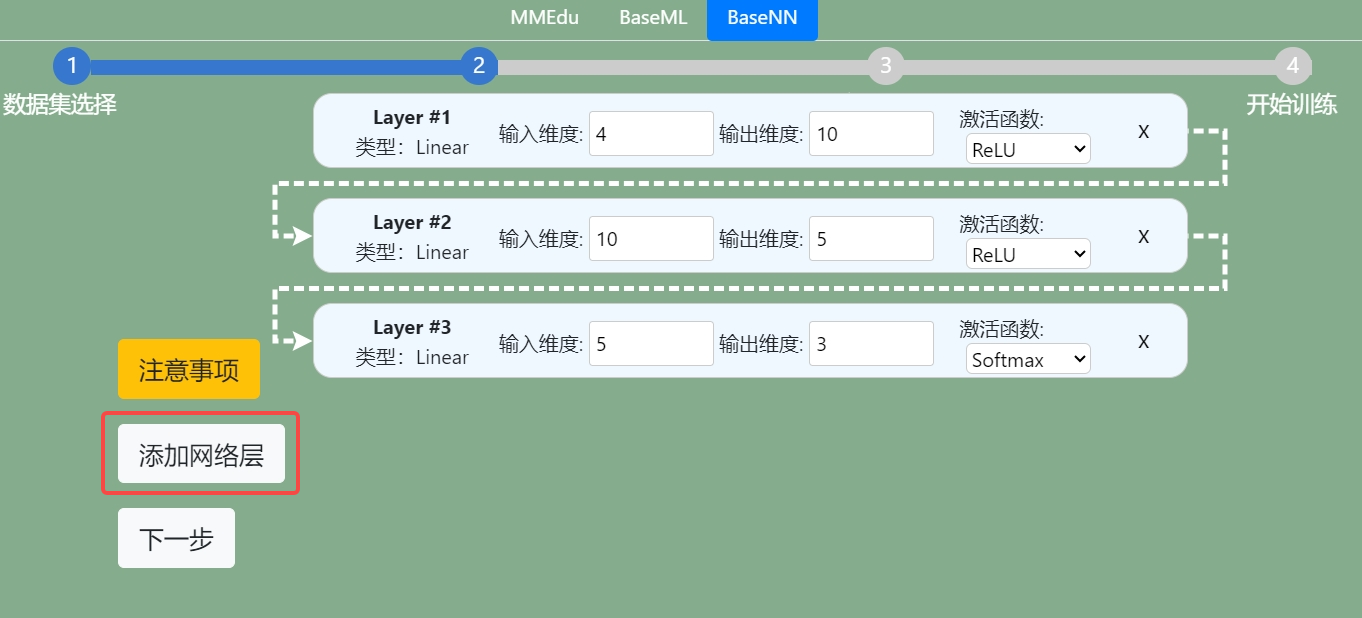 MMEdu BaseML BaseNN
1 2 3 4
数据集选择 开始训练
Layer #1
类型：Linear
输入维度: 4 输出维度: 10
激活函数:
ReLU
X
Layer #2
类型：Linear
输入维度: 10 输出维度: 5
激活函数:
ReLU
X
Layer #3
类型：Linear
输入维度: 5 输出维度: 3
激活函数:
Softmax
X
注意事项
添加网络层
下一步